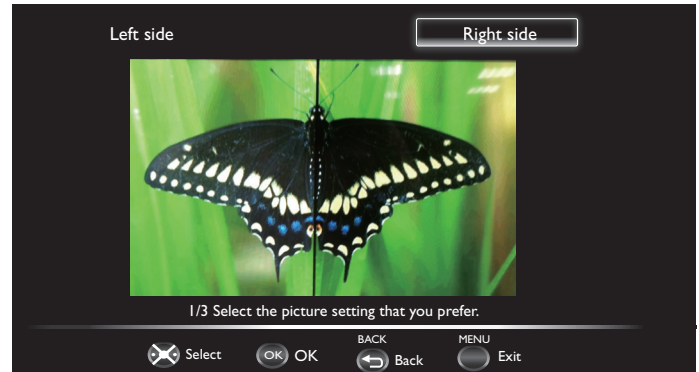 Left side
Right side
1/3 Select the picture setting that you prefer.
Select
OK OK
BACK
Back
MENU
Exit